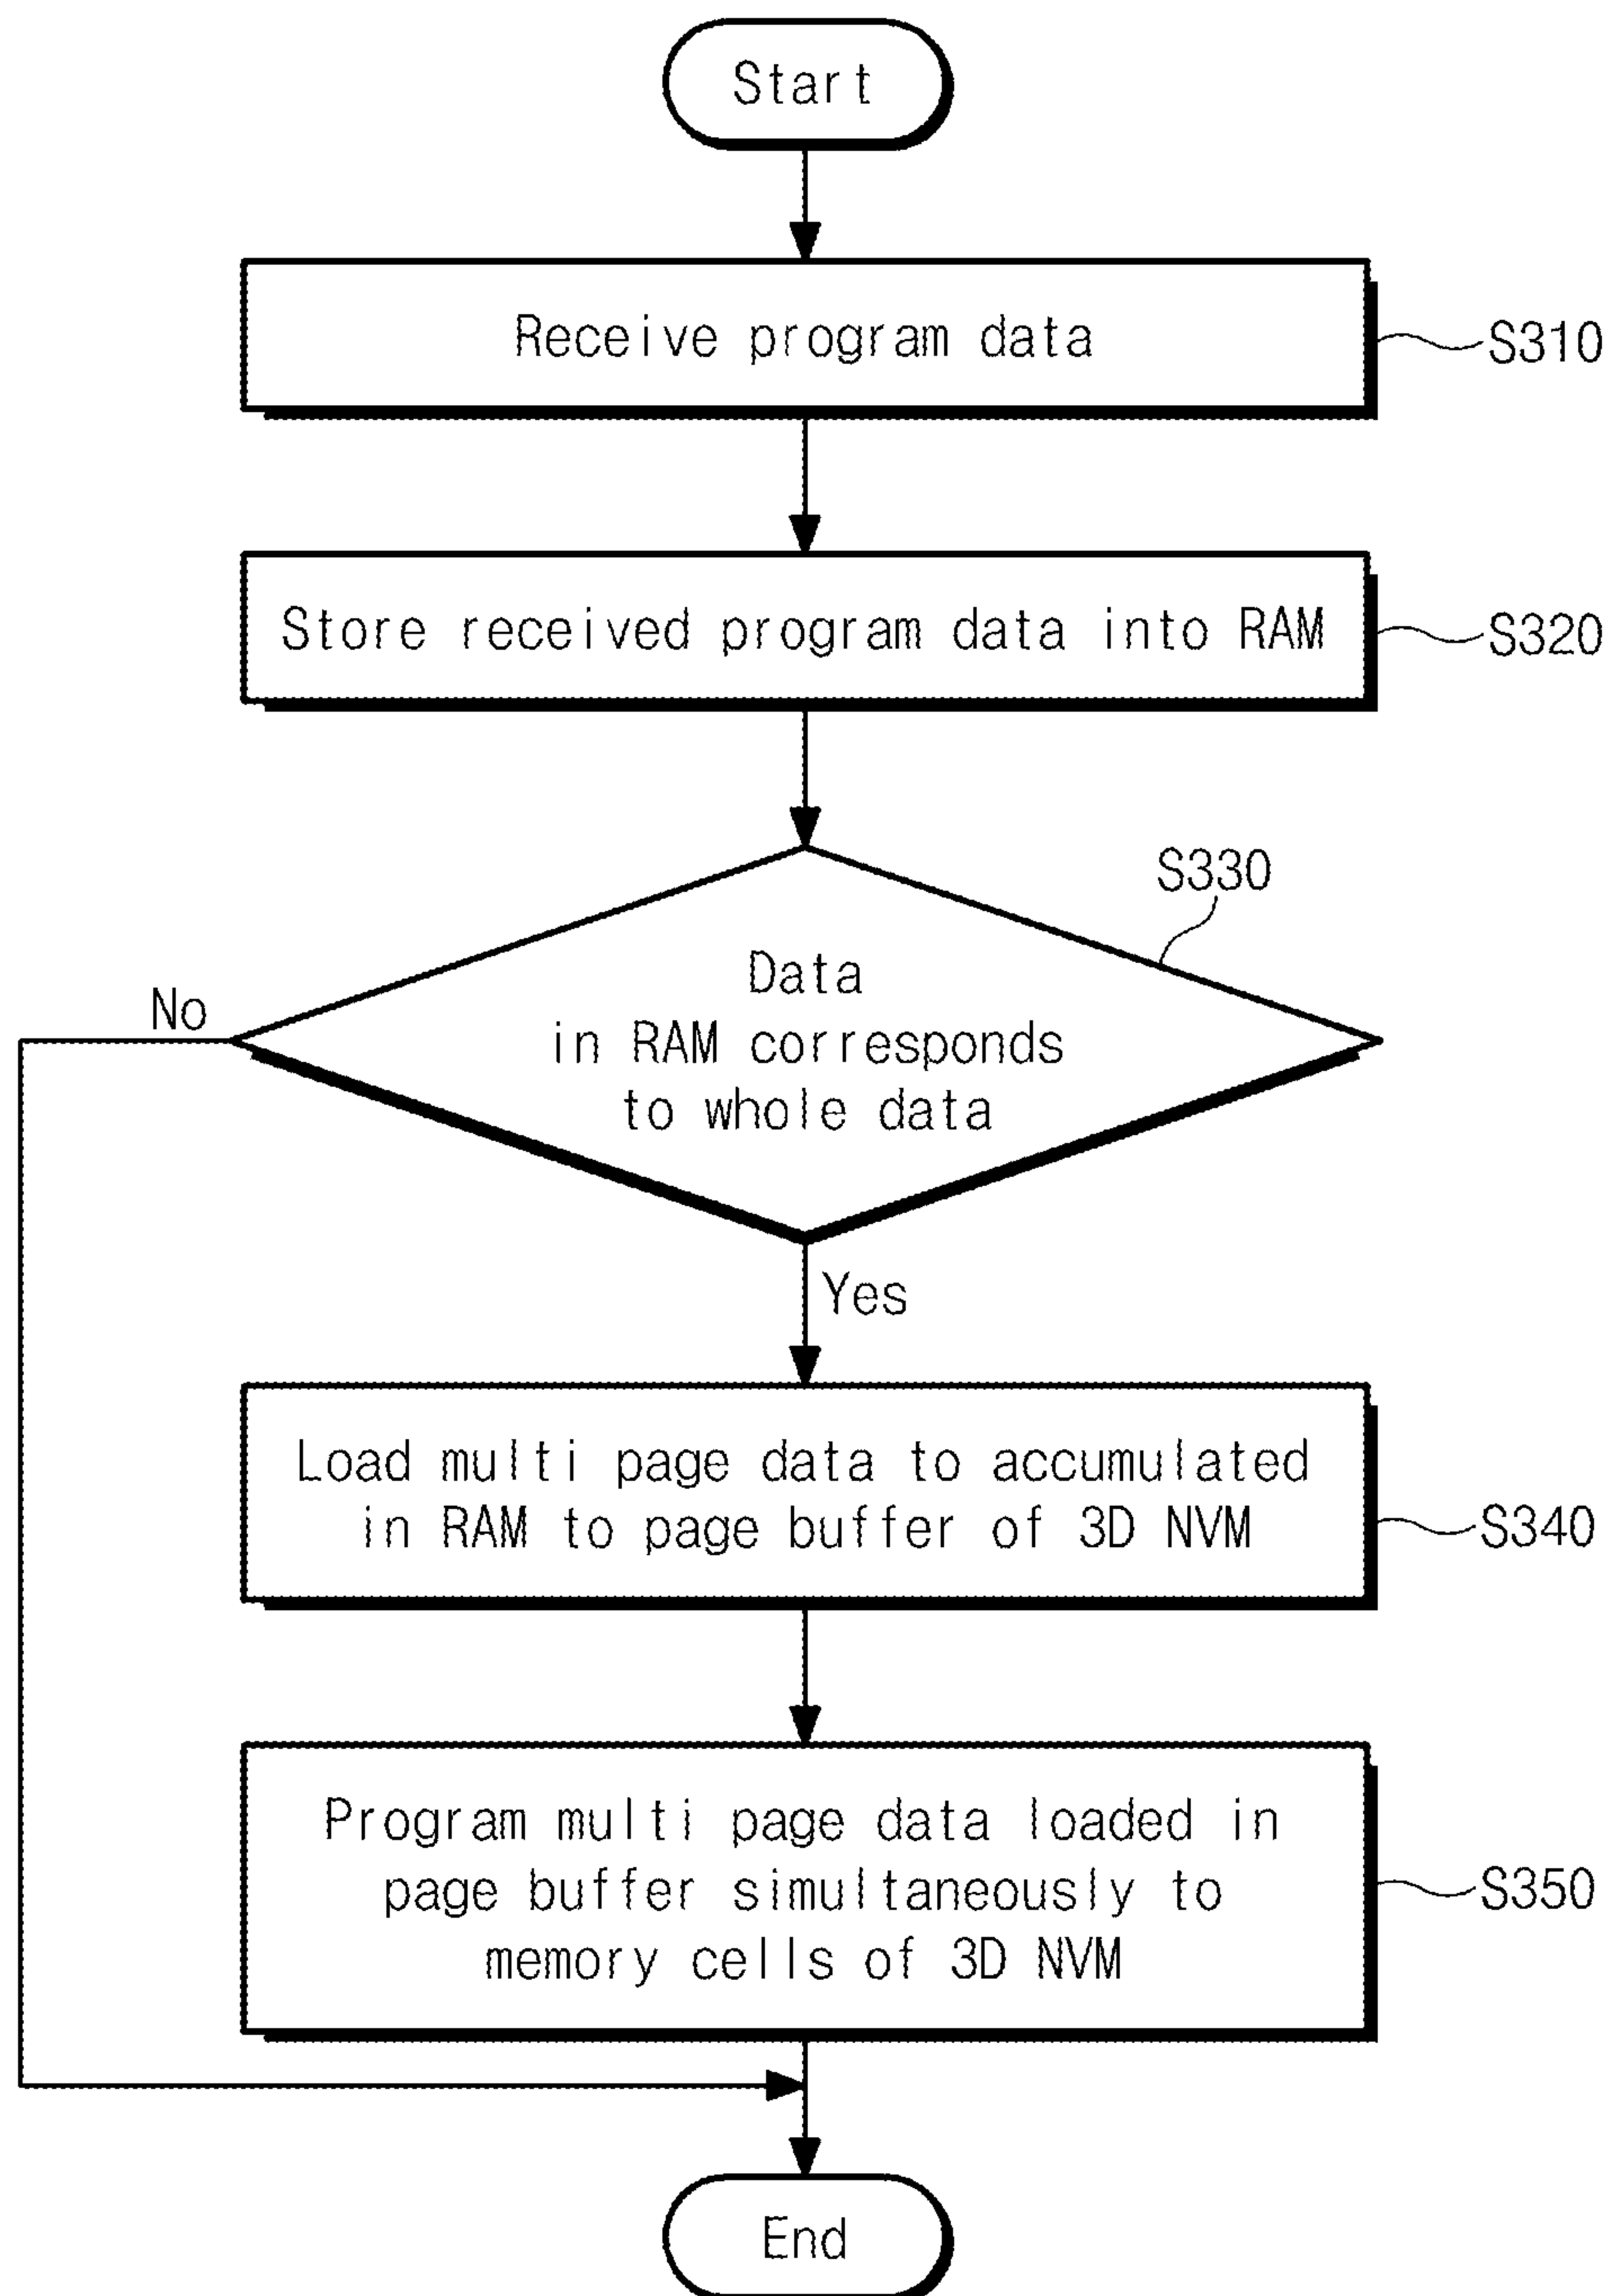 Start
Receive program data
S310
Store received program data into RAM
S320
S330
Data
in RAM corresponds
to whole data
No
Yes
Load multi page data to accumulated
in RAM to page buffer of 3D NVM
S340
Program multi page data loaded in
page buffer simultaneously to
memory cells of 3D NVM
S350
End